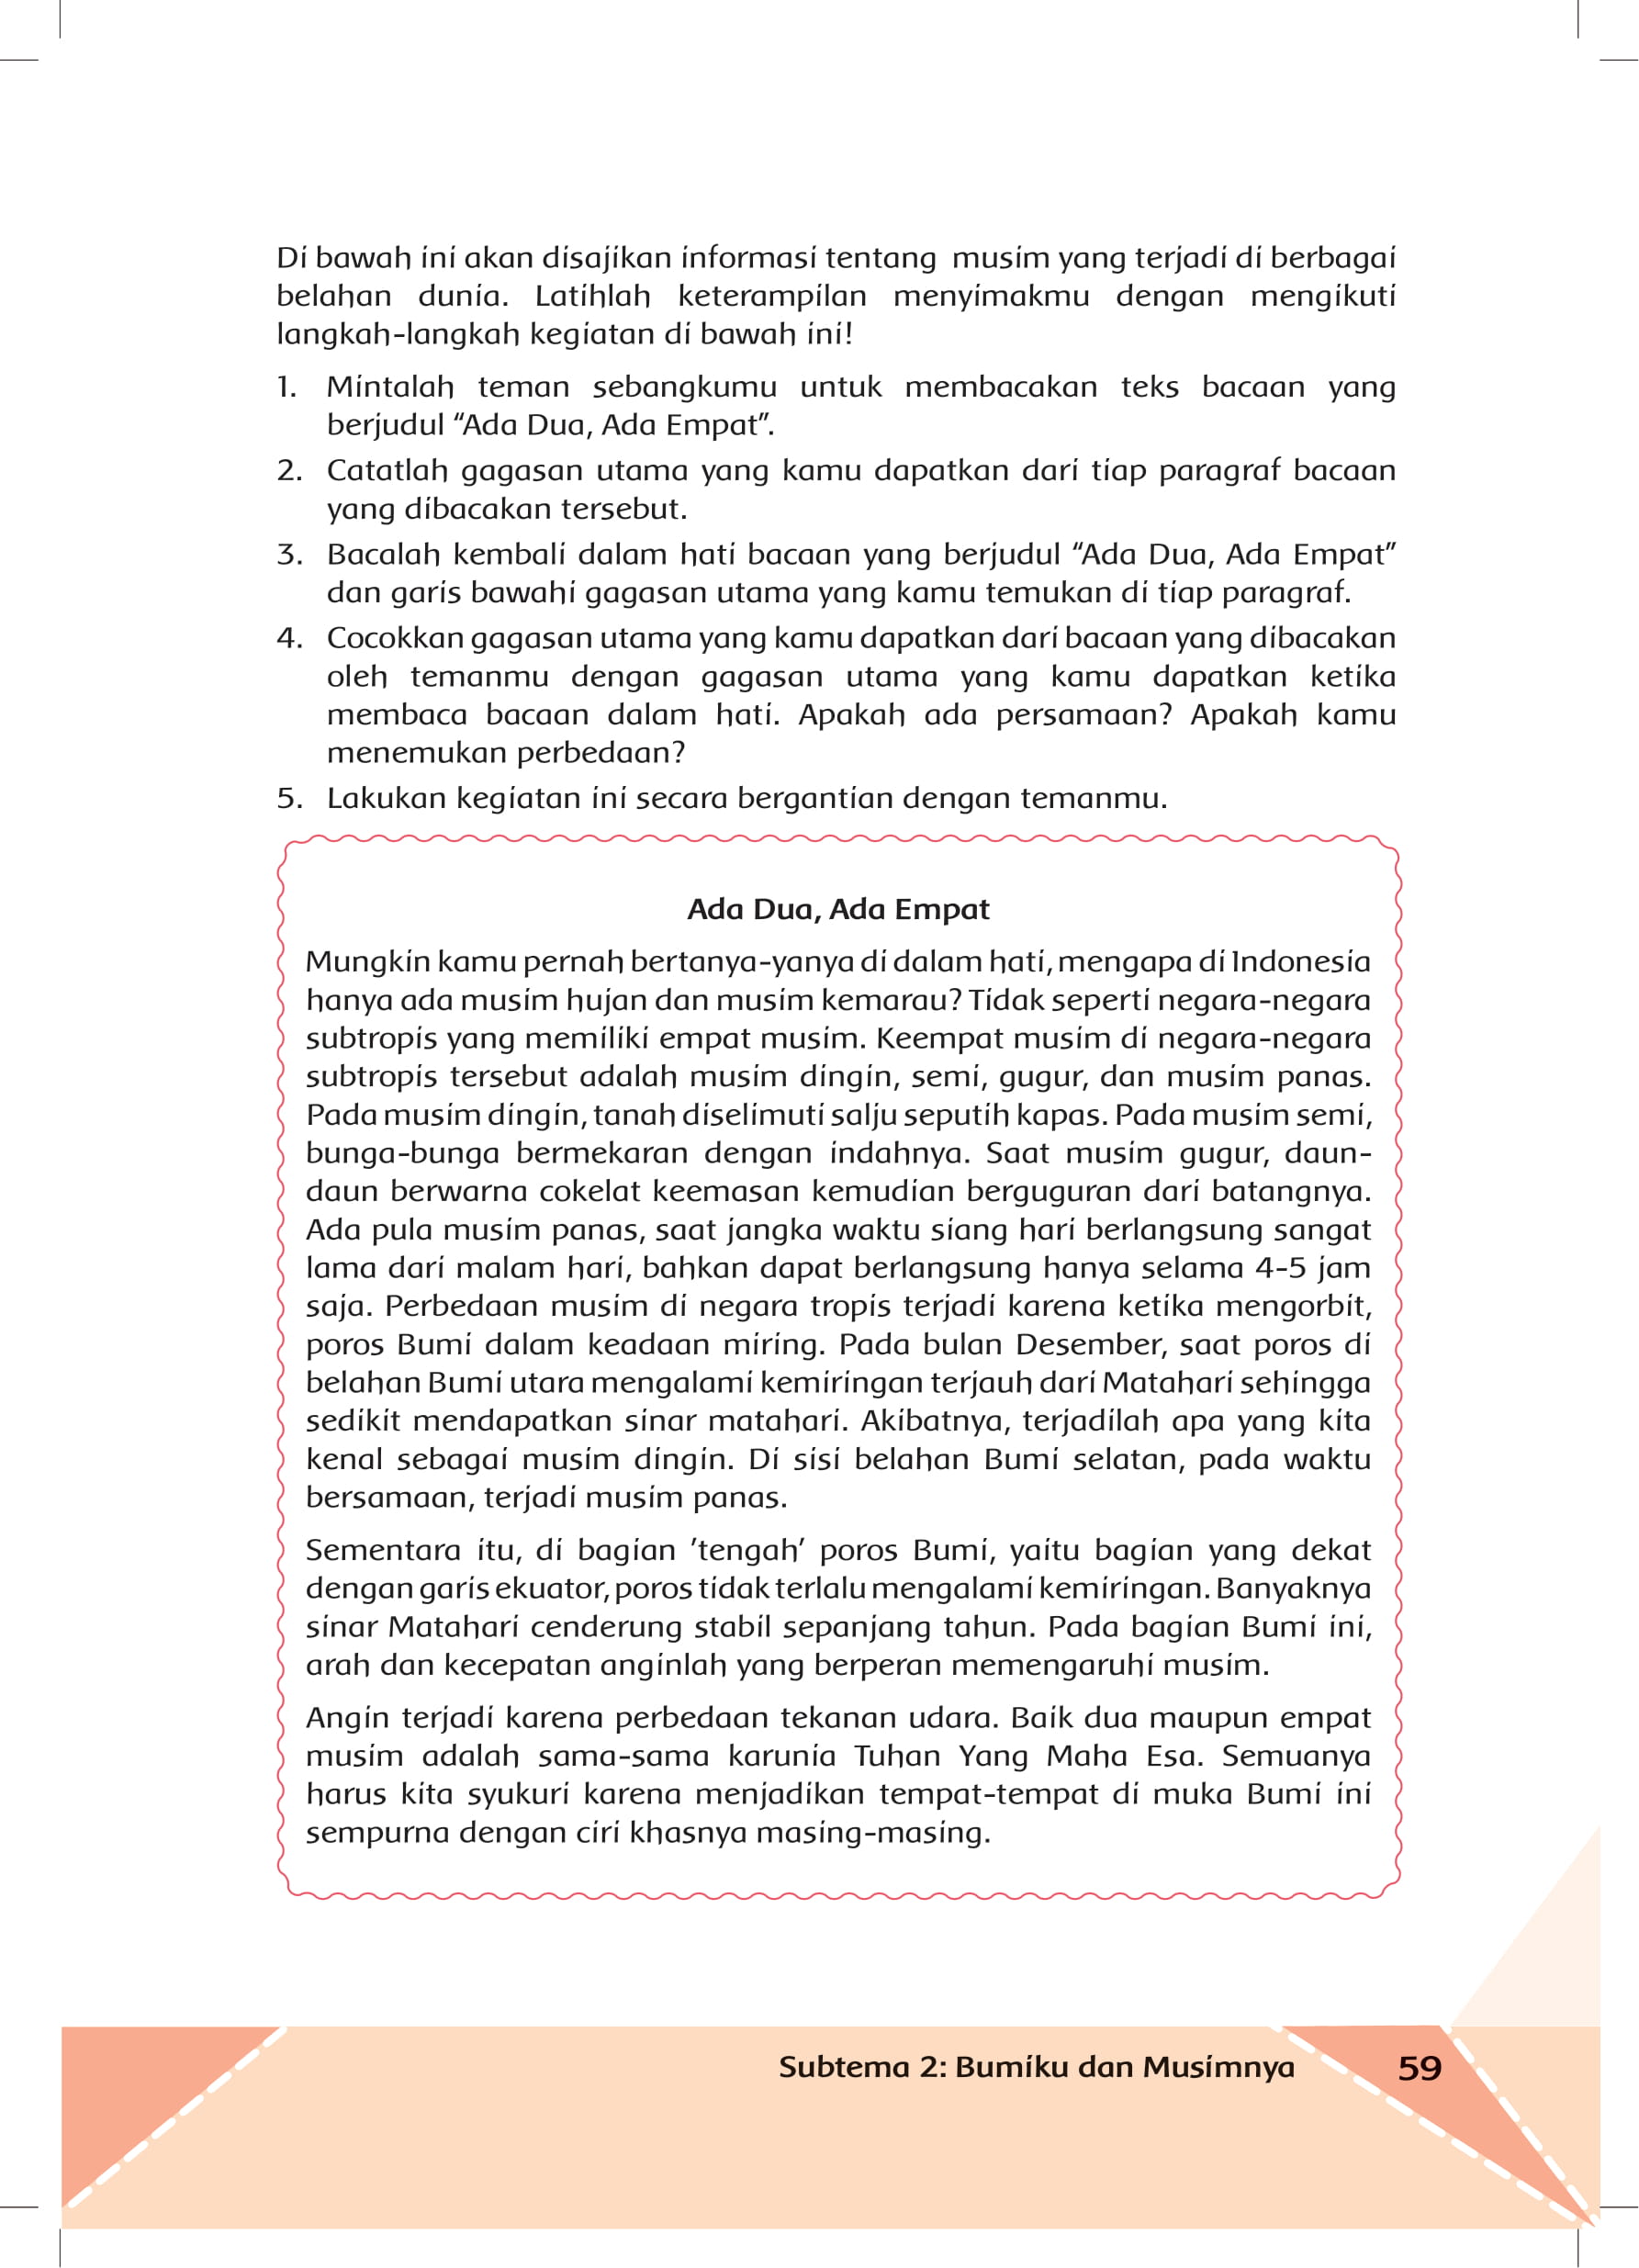 Di bawah ini akan disajikan informasi tentang  musim yang terjadi di berbagai
belahan dunia. Latihlah keterampilan menyimakmu dengan mengikuti
langkah-langkah kegiatan di bawah ini!
1. Mintalah teman sebangkumu untuk membacakan teks bacaan yang
berjudul “Ada Dua, Ada Empat”.
2. Catatlah gagasan utama yang kamu dapatkan dari tiap paragraf bacaan
yang dibacakan tersebut.
3. Bacalah kembali dalam hati bacaan yang berjudul “Ada Dua, Ada Empat”
dan garis bawahi gagasan utama yang kamu temukan di tiap paragraf.
4. Cocokkan gagasan utama yang kamu dapatkan dari bacaan yang dibacakan
oleh temanmu dengan gagasan utama yang kamu dapatkan ketika
membaca bacaan dalam hati. Apakah ada persamaan? Apakah kamu
menemukan perbedaan?
5. Lakukan kegiatan ini secara bergantian dengan temanmu.
Ada Dua, Ada Empat
Mungkin kamu pernah bertanya-yanya di dalam hati, mengapa di Indonesia
hanya ada musim hujan dan musim kemarau? Tidak seperti negara-negara
subtropis yang memiliki empat musim. Keempat musim di negara-negara
subtropis tersebut adalah musim dingin, semi, gugur, dan musim panas.
Pada musim dingin, tanah diselimuti salju seputih kapas. Pada musim semi,
bunga-bunga bermekaran dengan indahnya. Saat musim gugur, daun-
daun berwarna cokelat keemasan kemudian berguguran dari batangnya.
Ada pula musim panas, saat jangka waktu siang hari berlangsung sangat
lama dari malam hari, bahkan dapat berlangsung hanya selama 4-5 jam
saja. Perbedaan musim di negara tropis terjadi karena ketika mengorbit,
poros Bumi dalam keadaan miring. Pada bulan Desember, saat poros di
belahan Bumi utara mengalami kemiringan terjauh dari Matahari sehingga
sedikit mendapatkan sinar matahari. Akibatnya, terjadilah apa yang kita
kenal sebagai musim dingin. Di sisi belahan Bumi selatan, pada waktu
bersamaan, terjadi musim panas.
Sementara itu, di bagian ’tengah’ poros Bumi, yaitu bagian yang dekat
dengan garis ekuator, poros tidak terlalu mengalami kemiringan. Banyaknya
sinar Matahari cenderung stabil sepanjang tahun. Pada bagian Bumi ini,
arah dan kecepatan anginlah yang berperan memengaruhi musim.
Angin terjadi karena perbedaan tekanan udara. Baik dua maupun empat
musim adalah sama-sama karunia Tuhan Yang Maha Esa. Semuanya
harus kita syukuri karena menjadikan tempat-tempat di muka Bumi ini
sempurna dengan ciri khasnya masing-masing.
Subtema 2: Bumiku dan Musimnya 59